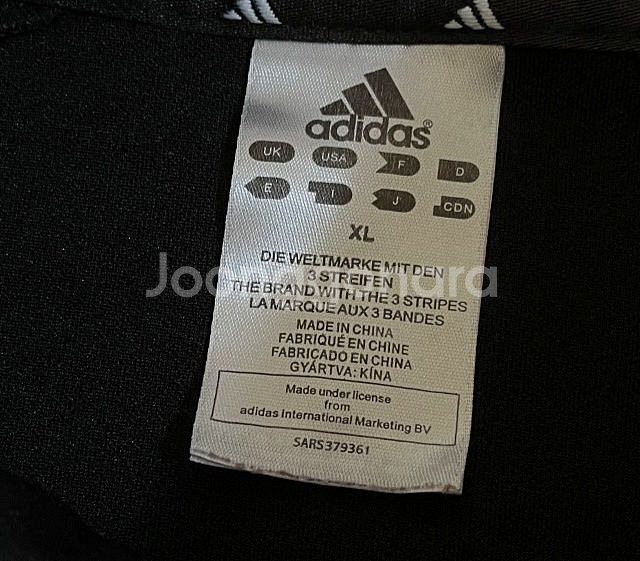 adidas®
UK USA F D
E I J CDN
XL
DIE WELTMARKE MIT DEN
3 STREIFEN
THE BRAND WITH THE 3 STRIPES
LA MARQUE AUX 3 BANDES
MADE IN CHINA
FABRIQUÉ EN CHINE
FABRICADO EN CHINA
GYÁRTVA: KÍNA
Made under license
from
adidas International Marketing BV
SARS379361